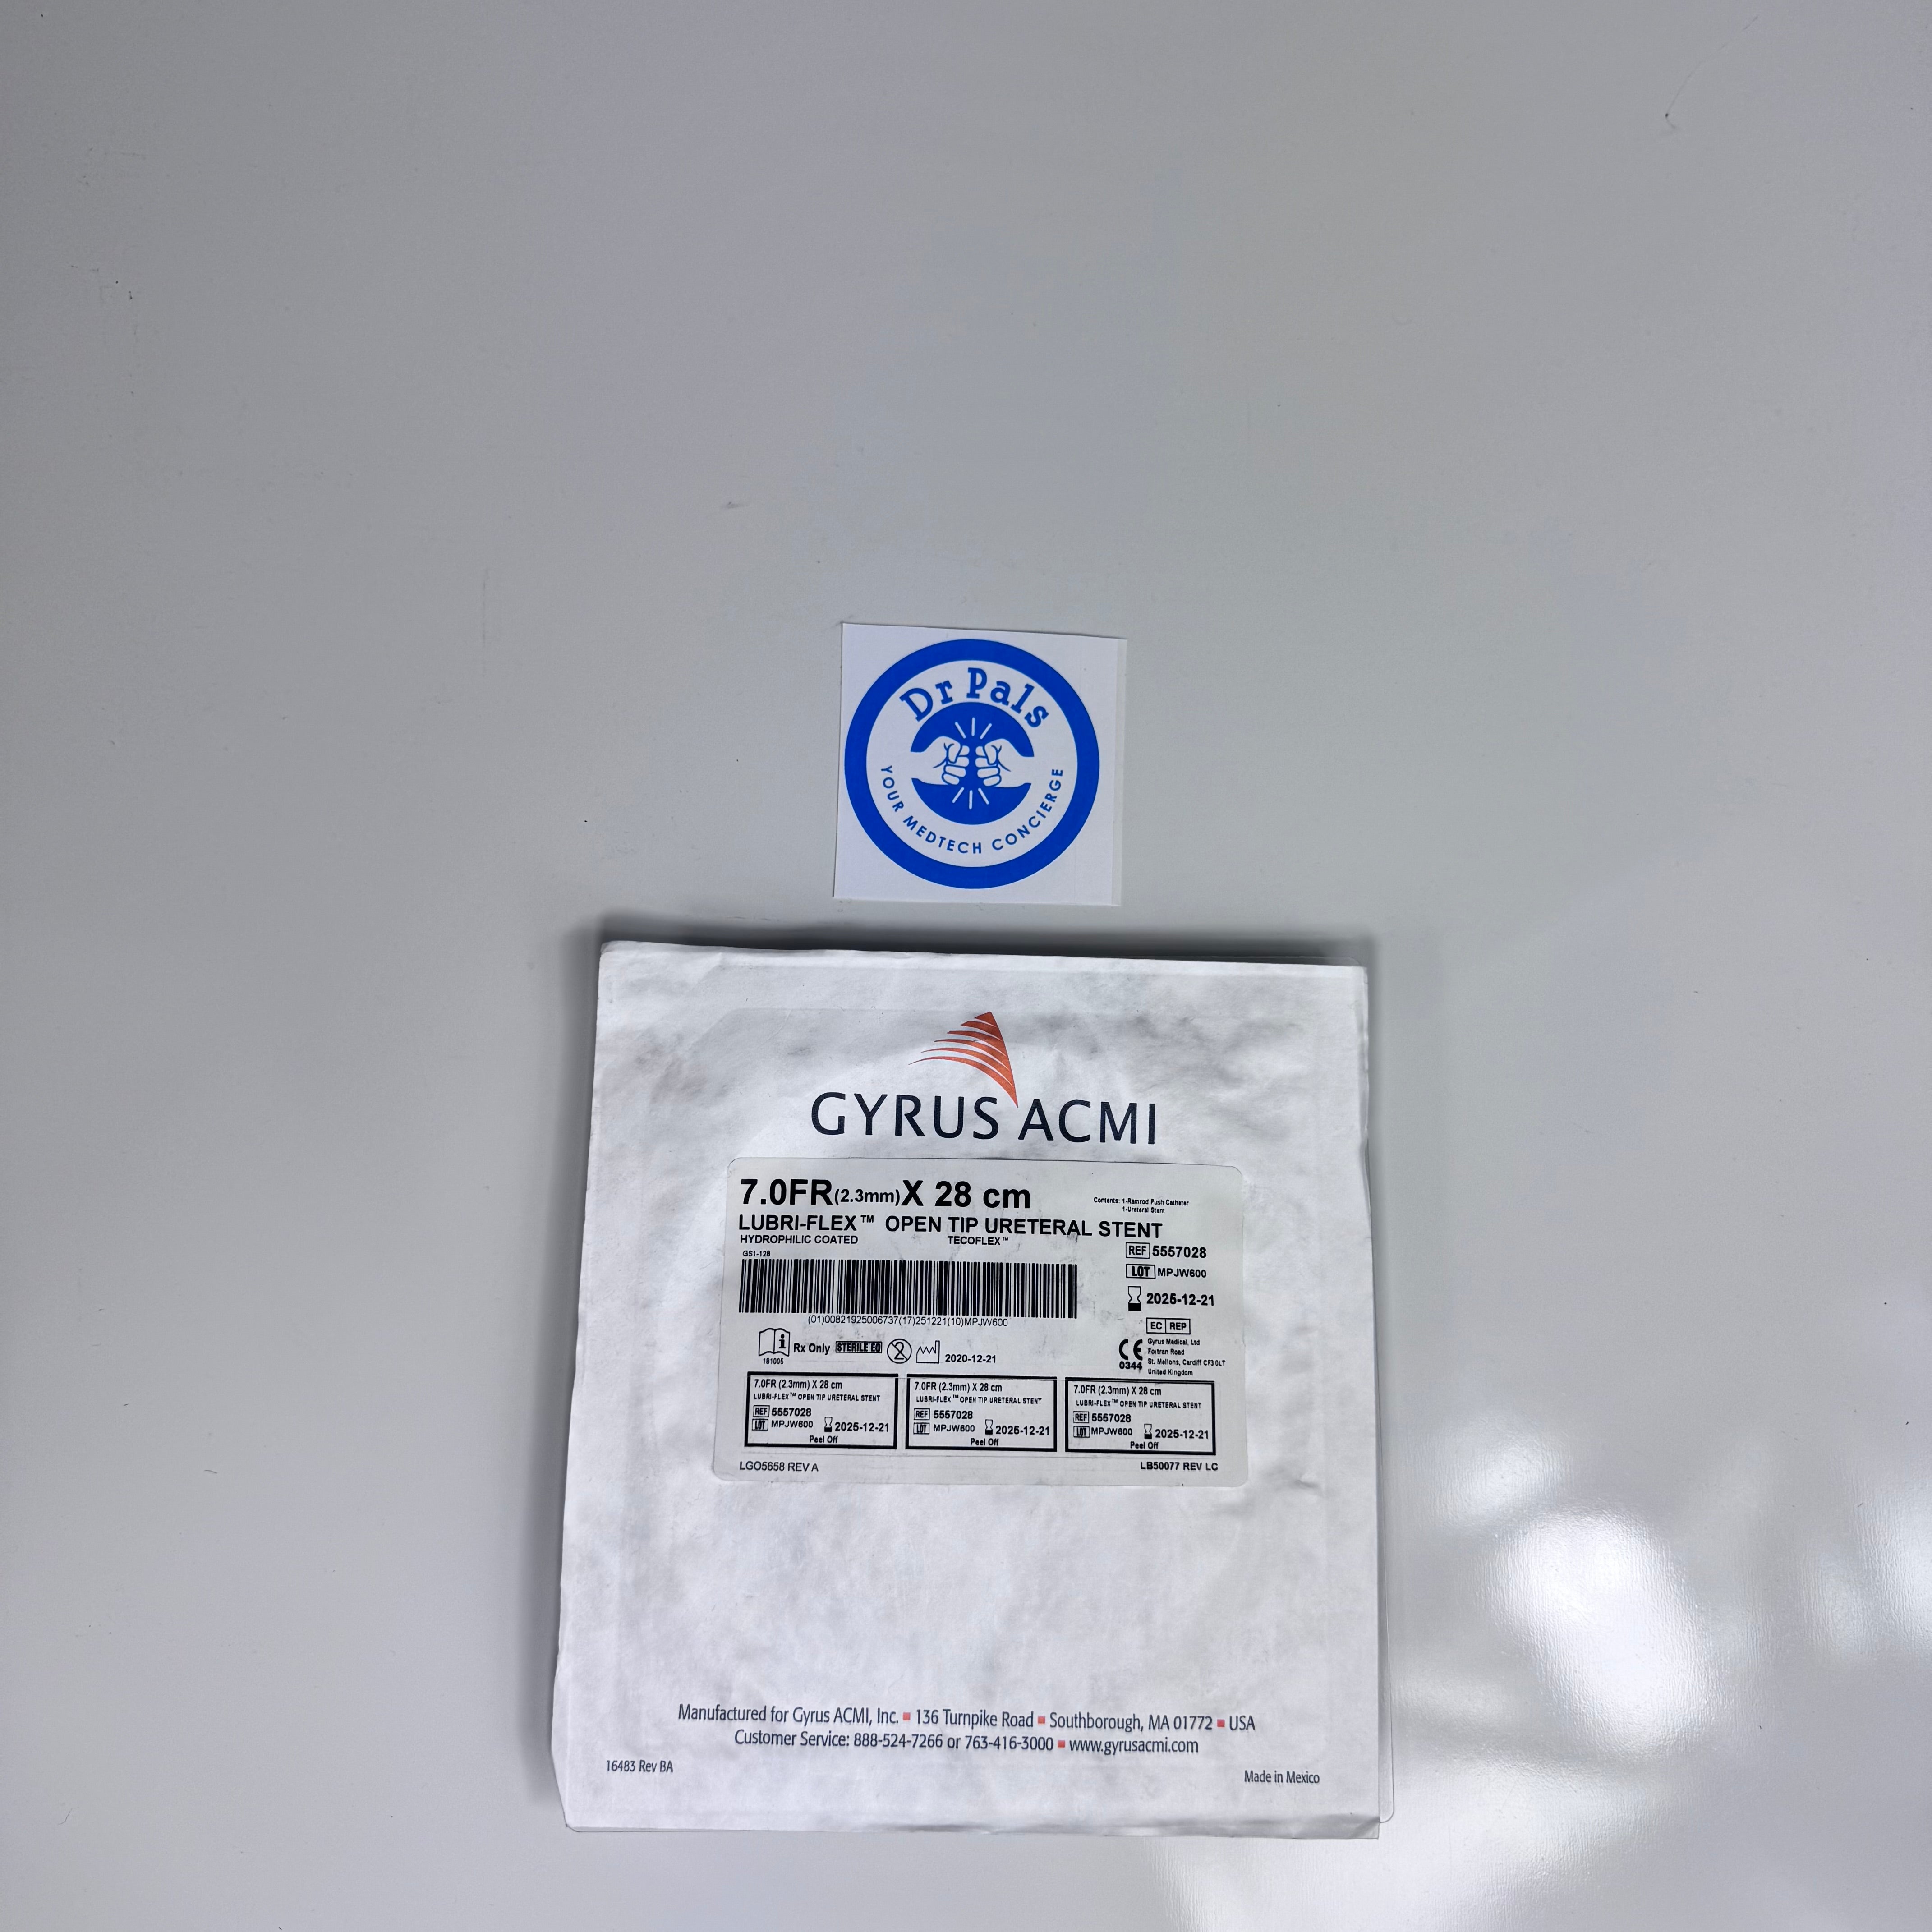 Dr Pals
YOUR MEDTECH CONCIERGE
GYRUS ACMI
7.0FR(2.3mm)X 28 cm
Contents: 1-Ramrod Push Catheter
1-Ureteral Stent
LUBRI-FLEX™ OPEN TIP URETERAL STENT
HYDROPHILIC COATED TECOFLEX™
GS1-128
REF 5557028
LOT MPJW600
2025-12-21
(01)00821925006737(17)251221(10)MPJW600
EC REP
Gyrus Medical, Ltd
Fortran Road
St. Mellons, Cardiff CF3 0LT
United Kingdom
CE
0344
i
181005
Rx Only STERILE EO 2 2020-12-21
7.0FR (2.3mm) X 28 cm
LUBRI-FLEX™ OPEN TIP URETERAL STENT
REF 5557028
LOT MPJW600 2025-12-21
Peel Off
7.0FR (2.3mm) X 28 cm
LUBRI-FLEX™ OPEN TIP URETERAL STENT
REF 5557028
LOT MPJW600 2025-12-21
Peel Off
7.0FR (2.3mm) X 28 cm
LUBRI-FLEX™ OPEN TIP URETERAL STENT
REF 5557028
LOT MPJW600 2025-12-21
Peel Off
LGO5658 REV A
LB50077 REV LC
Manufactured for Gyrus ACMI, Inc. ▪ 136 Turnpike Road ▪ Southborough, MA 01772 ▪ USA
Customer Service: 888-524-7266 or 763-416-3000 ▪ www.gyrusacmi.com
16483 Rev BA
Made in Mexico